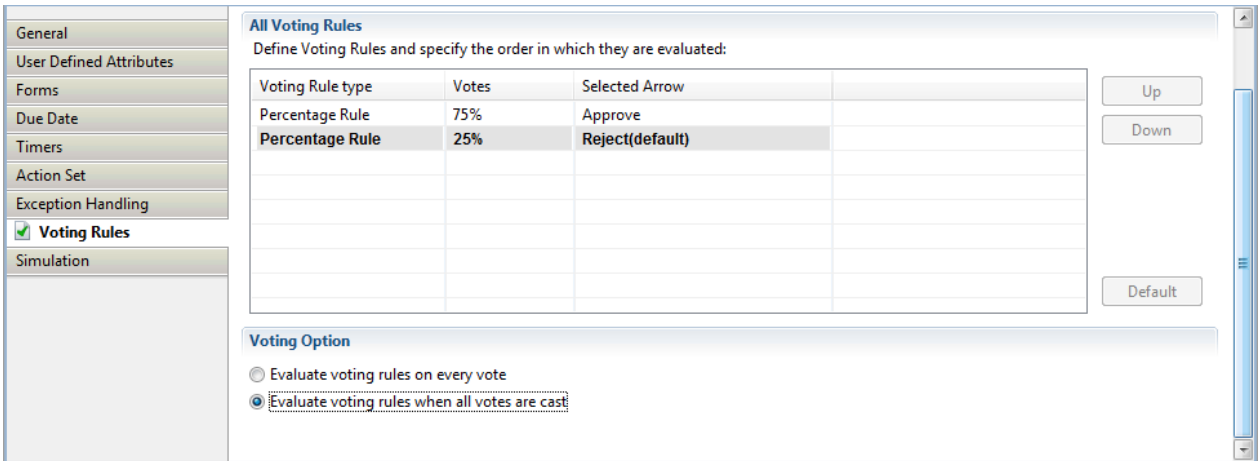 General
User Defined Attributes
Forms
Due Date
Timers
Action Set
Exception Handling
Voting Rules
Simulation
All Voting Rules
Define Voting Rules and specify the order in which they are evaluated:
Voting Rule type Votes Selected Arrow
Percentage Rule 75% Approve
Percentage Rule 25% Reject(default)
Up
Down
Default
Voting Option
Evaluate voting rules on every vote
Evaluate voting rules when all votes are cast